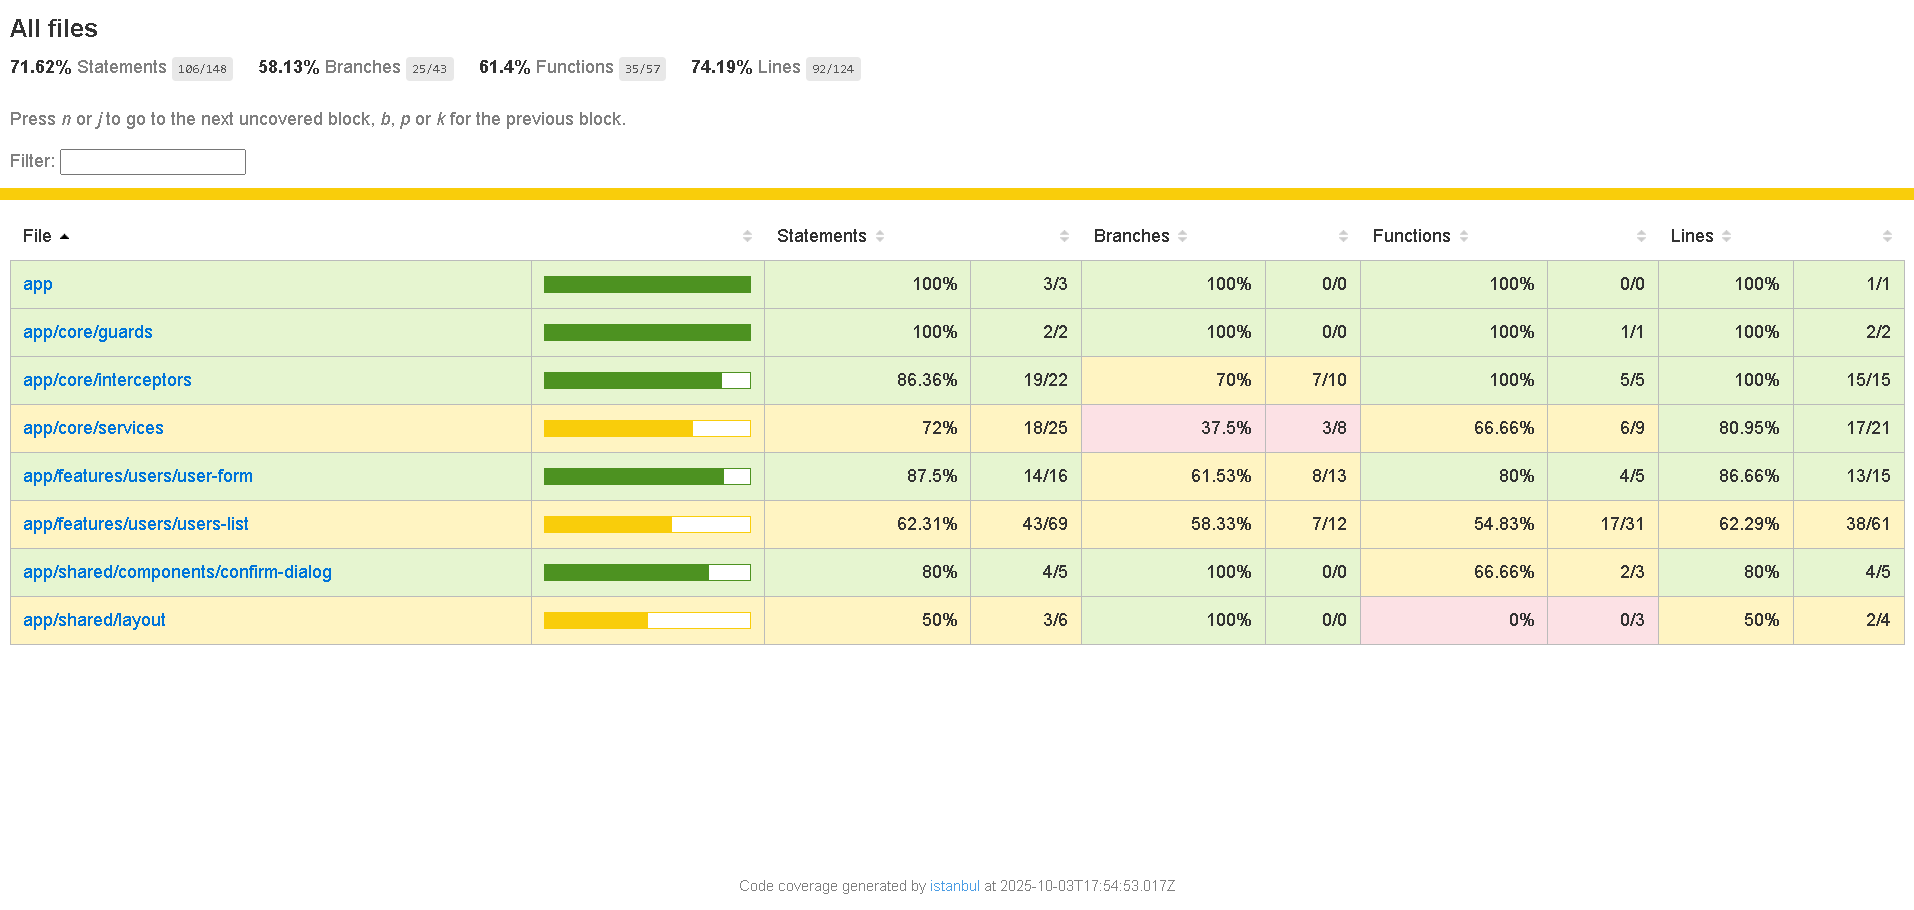 All files
71.62% Statements 106/148 58.13% Branches 25/43 61.4% Functions 35/57 74.19% Lines 92/124
Press n or j to go to the next uncovered block, b, p or k for the previous block.
Filter:
File Statements Branches Functions Lines
app 100% 3/3 100% 0/0 100% 0/0 100% 1/1
app/core/guards 100% 2/2 100% 0/0 100% 1/1 100% 2/2
app/core/interceptors 86.36% 19/22 70% 7/10 100% 5/5 100% 15/15
app/core/services 72% 18/25 37.5% 3/8 66.66% 6/9 80.95% 17/21
app/features/users/user-form 87.5% 14/16 61.53% 8/13 80% 4/5 86.66% 13/15
app/features/users/users-list 62.31% 43/69 58.33% 7/12 54.83% 17/31 62.29% 38/61
app/shared/components/confirm-dialog 80% 4/5 100% 0/0 66.66% 2/3 80% 4/5
app/shared/layout 50% 3/6 100% 0/0 0% 0/3 50% 2/4
Code coverage generated by istanbul at 2025-10-03T17:54:53.017Z